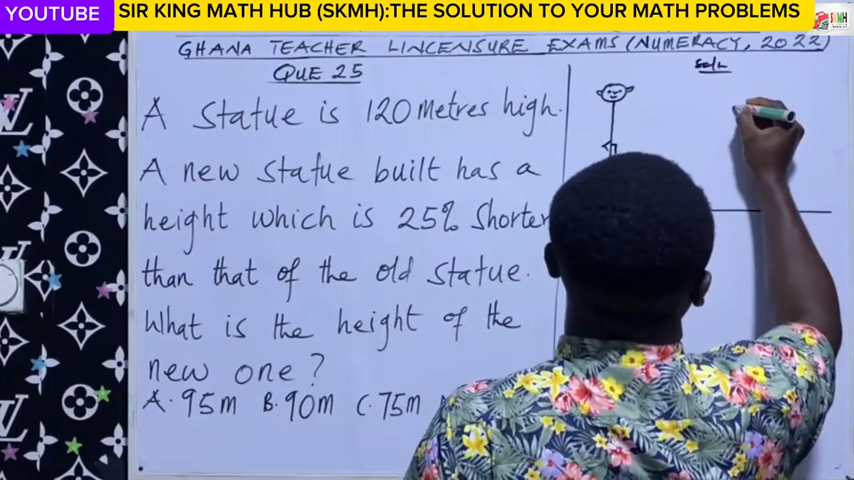 YOUTUBE
SIR KING MATH HUB (SKMH):THE SOLUTION TO YOUR MATH PROBLEMS
GHANA TEACHER LINCENSURE EXAMS (NUMERACY, 2022)
QUE 25
A statue is 120 metres high.
A new statue built has a
height which is 25% Shorter
than that of the old statue.
What is the height of the
new one?
A. 95m B. 90m C. 75m
Soln